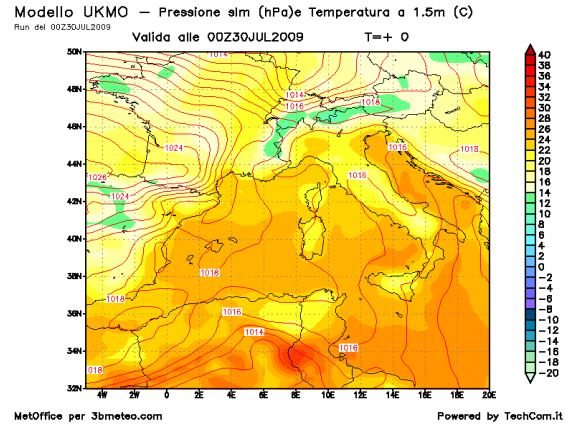 Modello UKMO — Pressione slm (hPa)e Temperatura a 1.5m (C)
Run del 00Z30JUL2009
Valida alle 00Z30JUL2009 T=+ 0
50N
48N
46N
44N
42N
40N
38N
36N
34N
32N
4W 2W 0 2E 4E 6E 8E 10E 12E 14E 16E 18E 20E
1014
1016
1018
1024
1016
1018
1026
1016
1018
1018
1016
1014
1016
018
40
38
36
34
32
30
28
26
24
22
20
18
16
14
12
10
8
6
4
2
0
-2
-4
-6
-8
-10
-12
-14
-16
-18
-20
MetOffice per 3bmeteo.com
Powered by TechCom.it